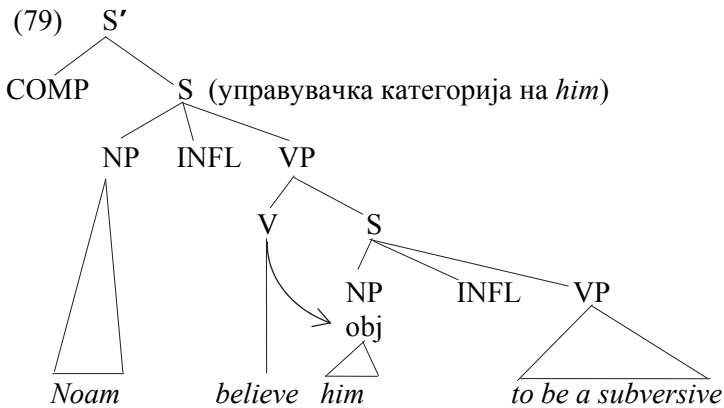 (79) S′
COMP S (управувачка категорија на him)
NP INFL VP
V S
NP INFL VP
obj
Noam believe him to be a subversive